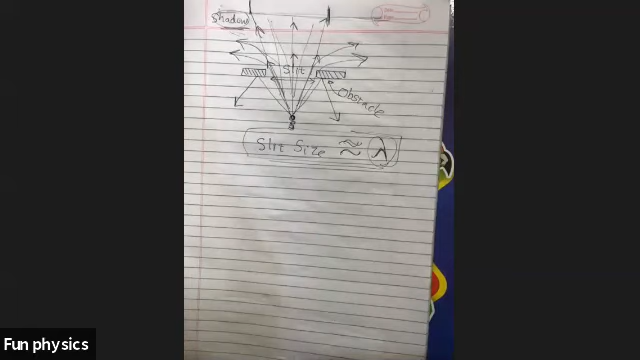 Shadow
Slit
Obstacle
S
Slit Size ≈ λ
Fun physics